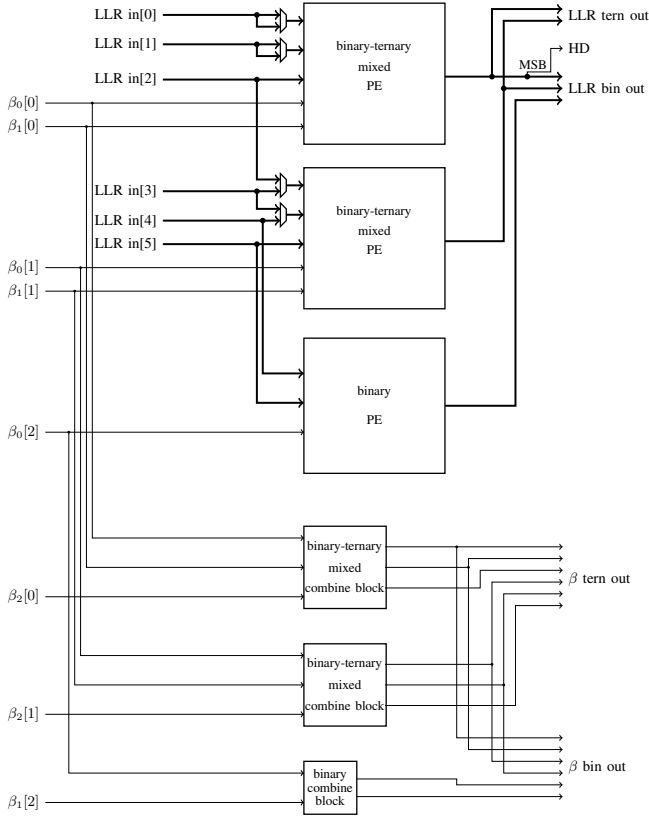 LLR in[0]
LLR in[1]
LLR in[2]
β₀[0]
β₁[0]
binary-ternary
mixed
PE
LLR tern out
HD
MSB
LLR bin out
LLR in[3]
LLR in[4]
LLR in[5]
β₀[1]
β₁[1]
binary-ternary
mixed
PE
β₀[2]
binary
PE
β₂[0]
binary-ternary
mixed
combine block
β tern out
β₂[1]
binary-ternary
mixed
combine block
β₁[2]
binary
combine
block
β bin out